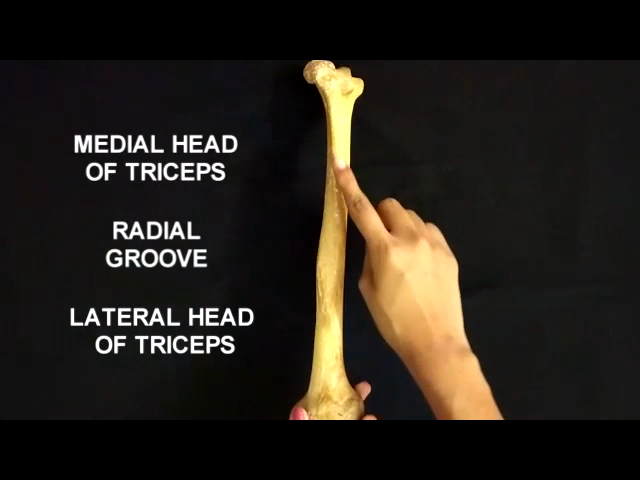 MEDIAL HEAD
OF TRICEPS
RADIAL
GROOVE
LATERAL HEAD
OF TRICEPS